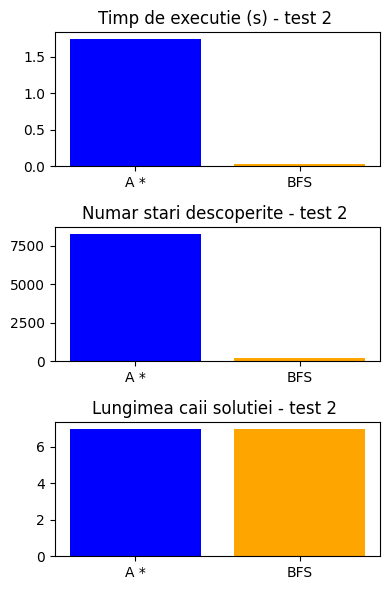 Timp de executie (s) - test 2
1.5
1.0
0.5
0.0
A *
BFS
Numar stari descoperite - test 2
7500
5000
2500
0
A *
BFS
Lungimea caii solutiei - test 2
6
4
2
0
A *
BFS